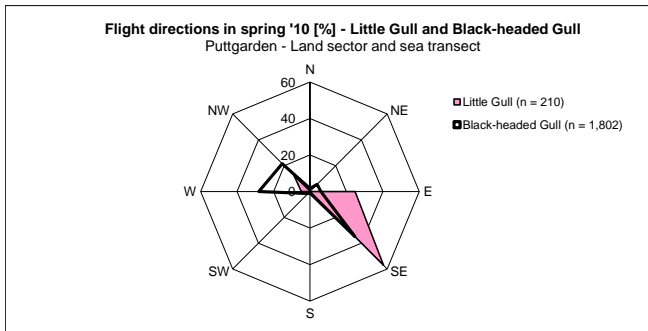 Flight directions in spring '10 [%] - Little Gull and Black-headed Gull
Puttgarden - Land sector and sea transect
N
60
NW
NE
40
20
W
0
E
SW
SE
S
Little Gull (n = 210)
Black-headed Gull (n = 1,802)